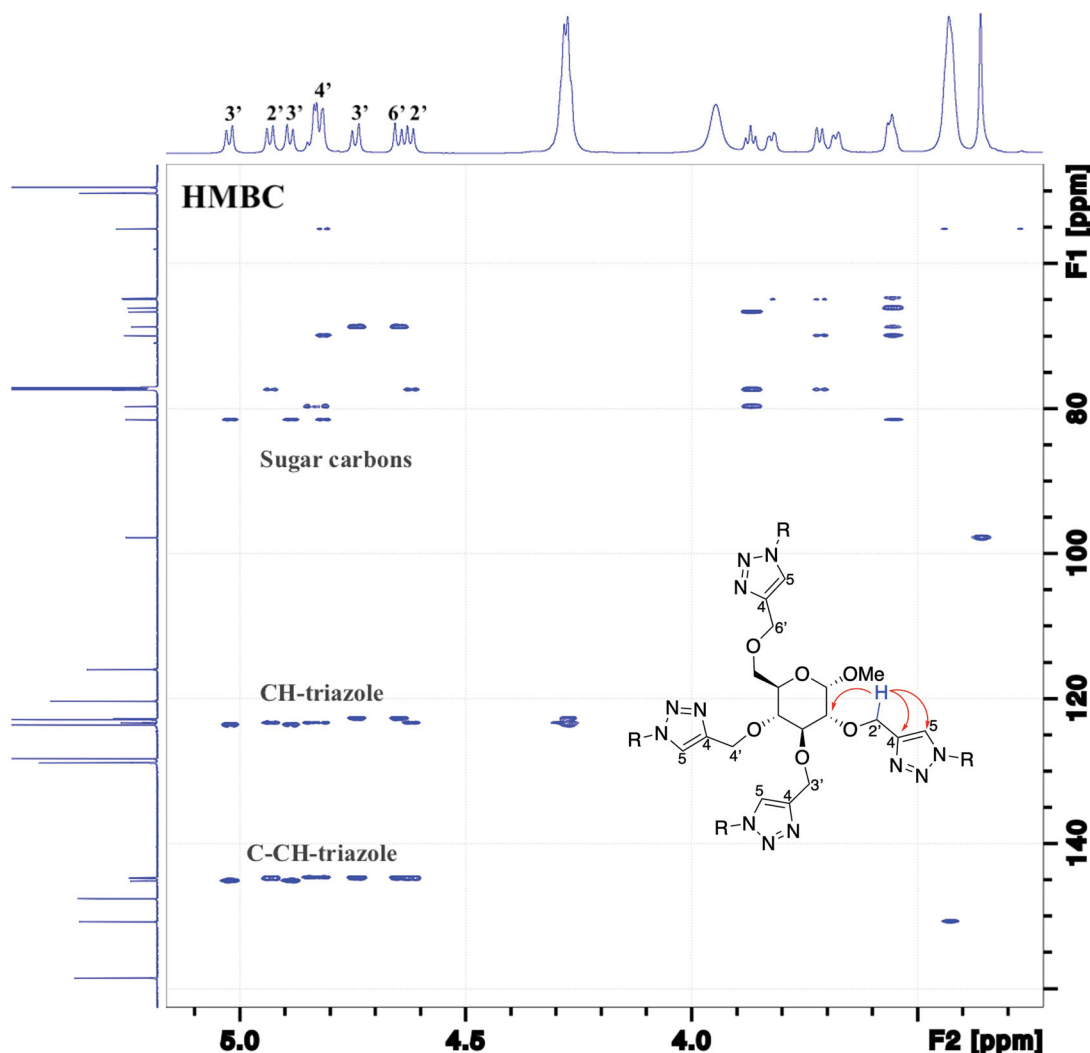 3' 2' 3' 4' 3' 6' 2'
HMBC
F1 [ppm]
80
Sugar carbons
100
R
N N
N 5
4
6'
O
O OMe
CH-triazole
120
H
N N
N O O 2' 4 5
R 5 4 4' O N N
N R
3'
5 4
R N N
N
C-CH-triazole
140
5.0 4.5 4.0 F2 [ppm]